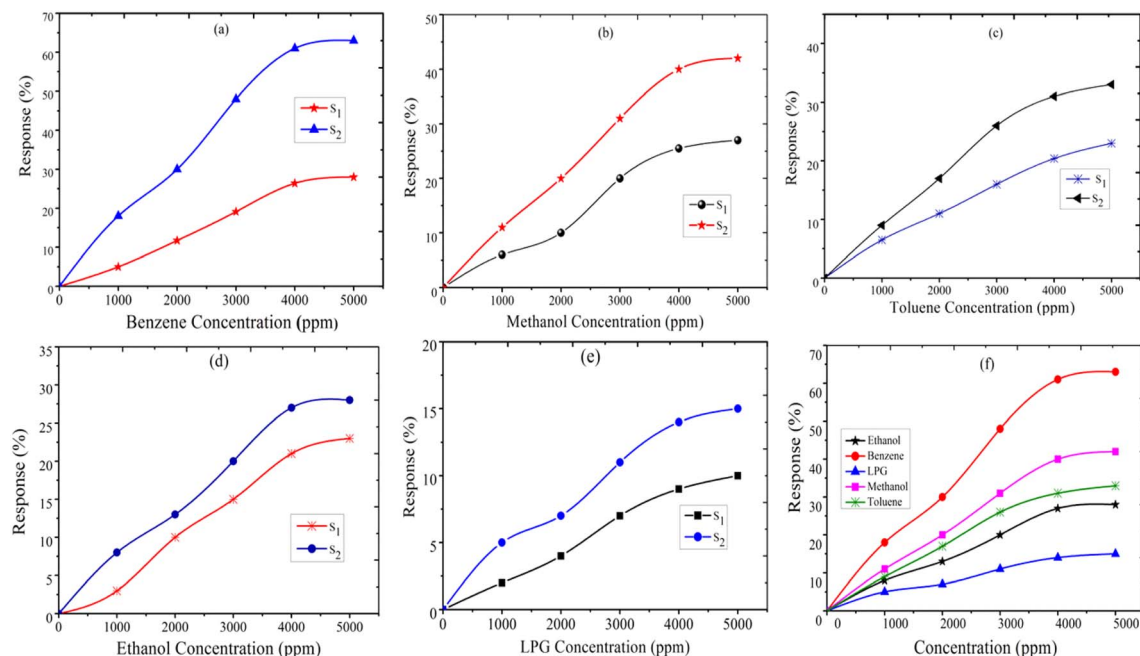 (a)
Response (%)
70
60
50
40
30
20
10
0
S1
S2
0 1000 2000 3000 4000 5000
Benzene Concentration (ppm)
(b)
Response (%)
50
40
30
20
10
0
S1
S2
0 1000 2000 3000 4000 5000
Methanol Concentration (ppm)
(c)
Response (%)
40
30
20
10
0
S1
S2
0 1000 2000 3000 4000 5000
Toluene Concentration (ppm)
(d)
Response (%)
35
30
25
20
15
10
5
0
S1
S2
0 1000 2000 3000 4000 5000
Ethanol Concentration (ppm)
(e)
Response (%)
20
15
10
5
0
S1
S2
0 1000 2000 3000 4000 5000
LPG Concentration (ppm)
(f)
Response (%)
70
60
50
40
30
20
10
0
Ethanol
Benzene
LPG
Methanol
Toluene
0 1000 2000 3000 4000 5000
Concentration (ppm)